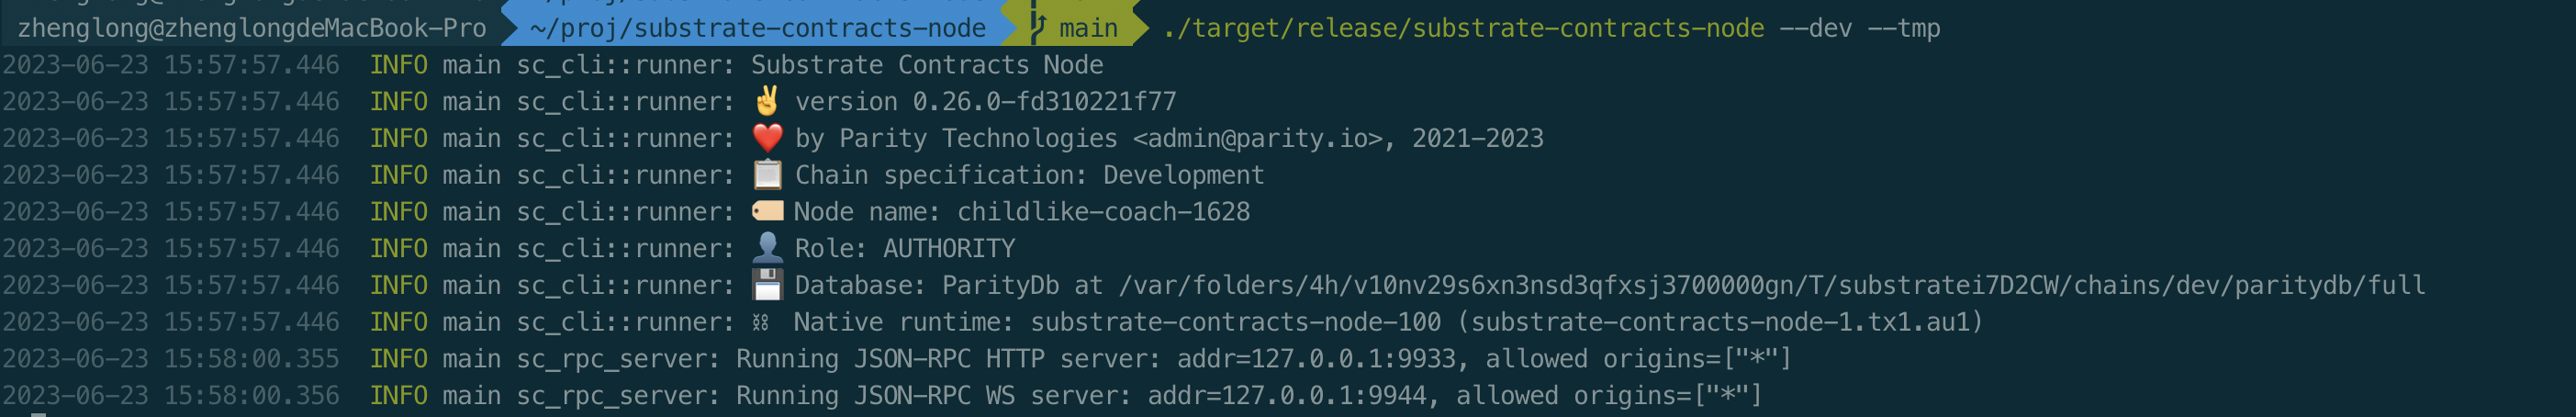 zhenglong@zhenglongdeMacBook-Pro ~/proj/substrate-contracts-node main ./target/release/substrate-contracts-node --dev --tmp
2023-06-23 15:57:57.446 INFO main sc_cli::runner: Substrate Contracts Node
2023-06-23 15:57:57.446 INFO main sc_cli::runner: ✌️ version 0.26.0-fd310221f77
2023-06-23 15:57:57.446 INFO main sc_cli::runner: ❤️ by Parity Technologies <admin@parity.io>, 2021-2023
2023-06-23 15:57:57.446 INFO main sc_cli::runner: 📋 Chain specification: Development
2023-06-23 15:57:57.446 INFO main sc_cli::runner: 🏷 Node name: childlike-coach-1628
2023-06-23 15:57:57.446 INFO main sc_cli::runner: 👤 Role: AUTHORITY
2023-06-23 15:57:57.446 INFO main sc_cli::runner: 💾 Database: ParityDb at /var/folders/4h/v10nv29s6xn3nsd3qfxsj3700000gn/T/substratei7D2CW/chains/dev/paritydb/full
2023-06-23 15:57:57.446 INFO main sc_cli::runner: ⛓ Native runtime: substrate-contracts-node-100 (substrate-contracts-node-1.tx1.au1)
2023-06-23 15:58:00.355 INFO main sc_rpc_server: Running JSON-RPC HTTP server: addr=127.0.0.1:9933, allowed origins=["*"]
2023-06-23 15:58:00.356 INFO main sc_rpc_server: Running JSON-RPC WS server: addr=127.0.0.1:9944, allowed origins=["*"]